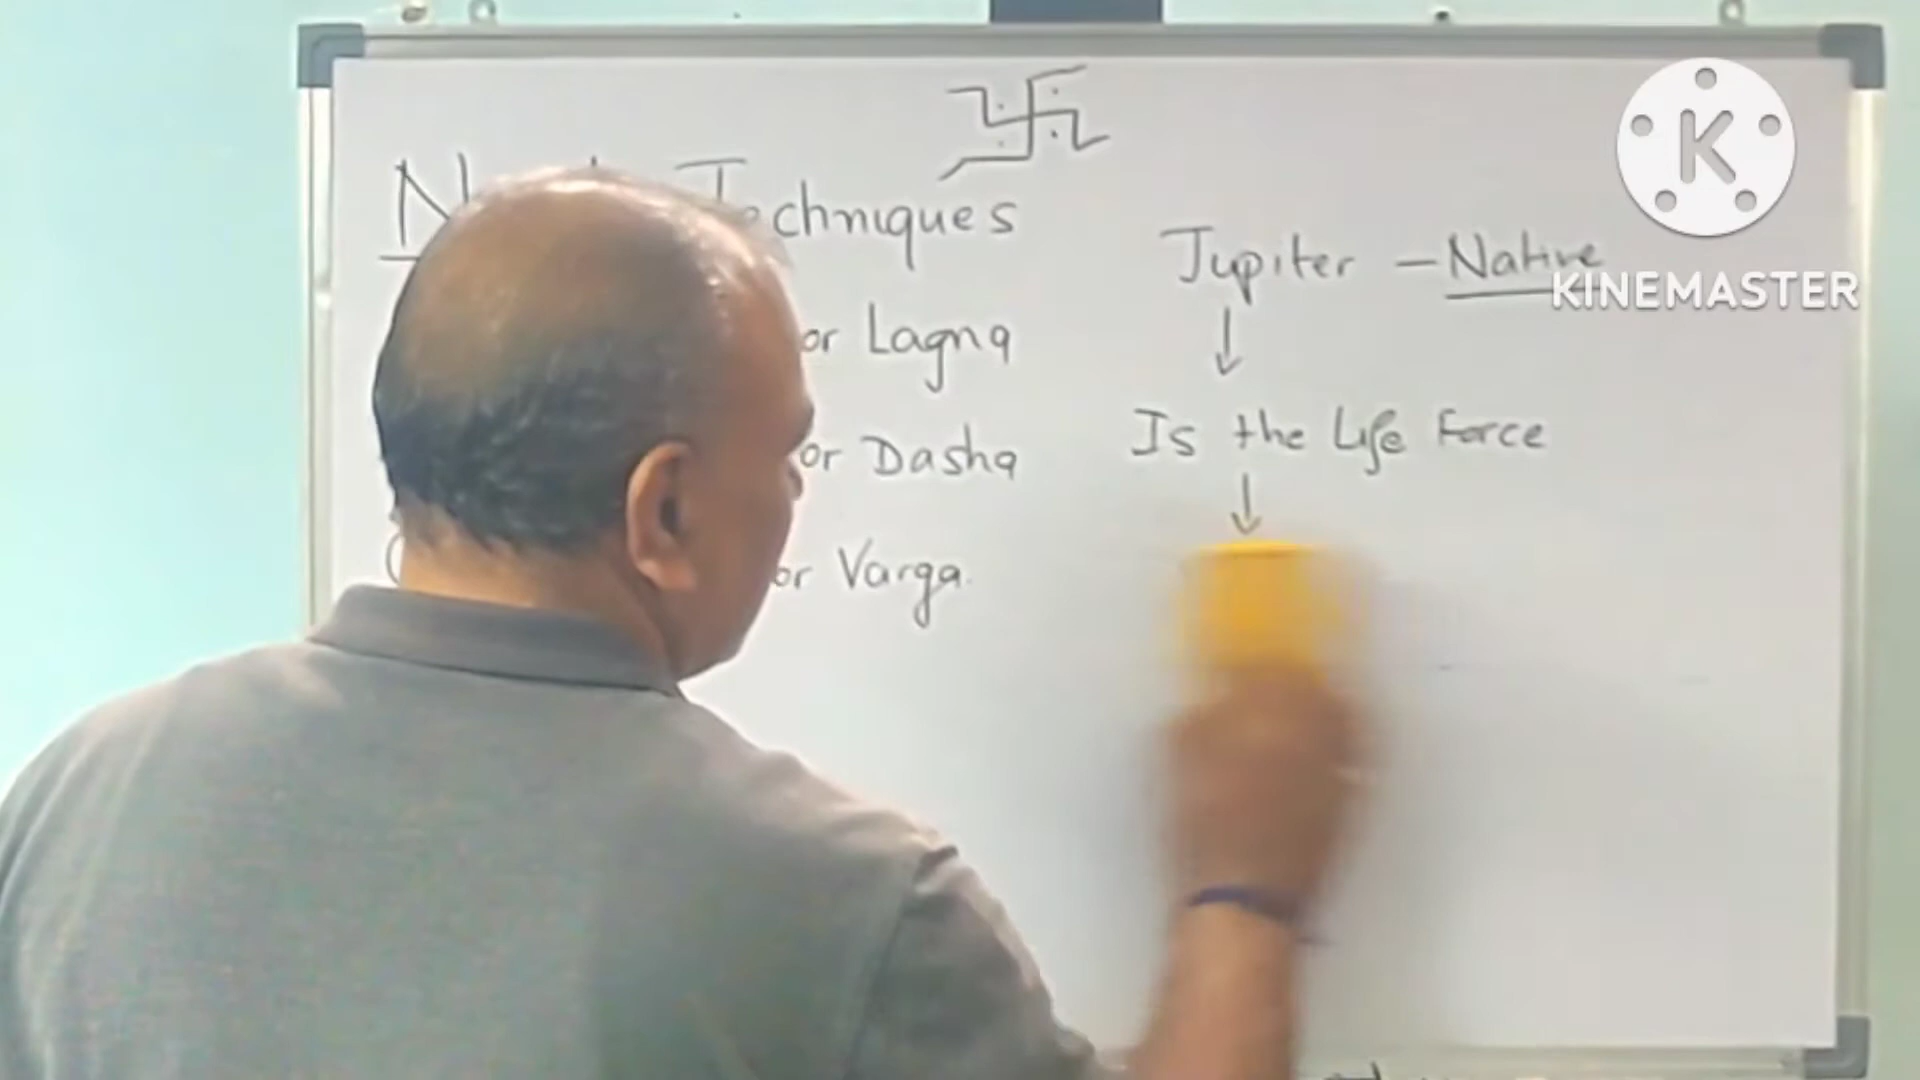 Techniques
or Lagna
or Dasha
or Varga.
Jupiter – Native
Is the Life Force
K
KINEMASTER